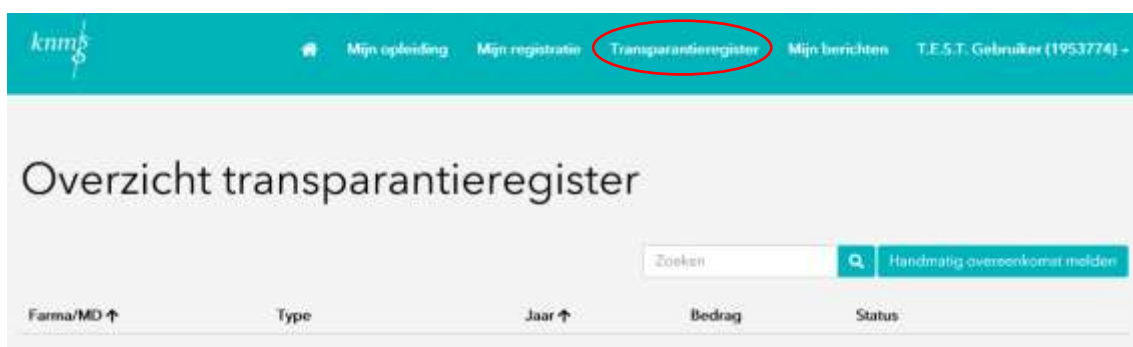 knmg
Mijn opleiding Mijn registratie Transparantieregister Mijn berichten T.E.S.T. Gebruiker (1953774)
Overzicht transparantieregister
Zoeken Handmatig overeenkomst melden
Farma/MD ↑ Type Jaar ↑ Bedrag Status